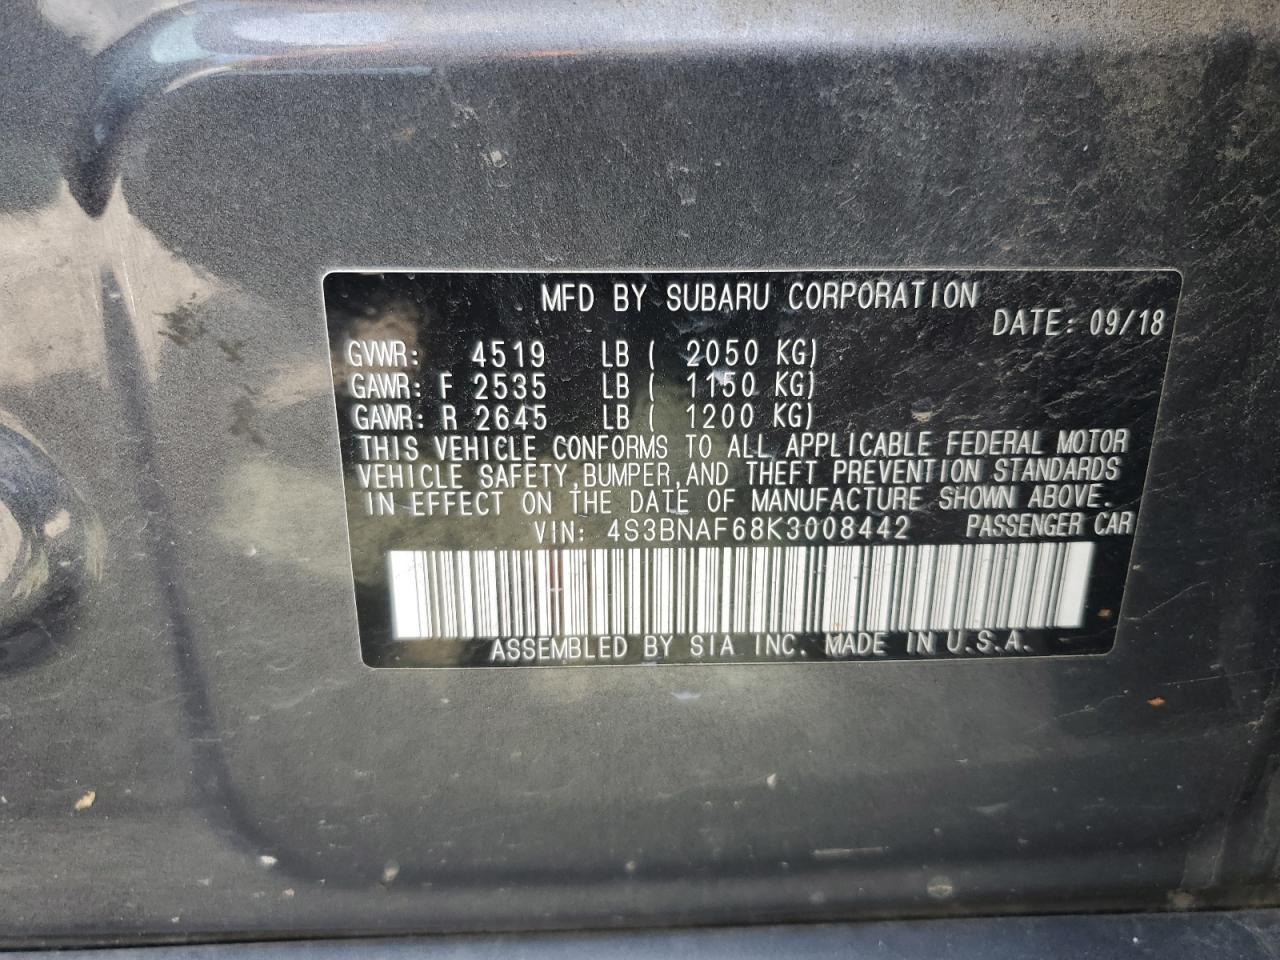 MFD BY SUBARU CORPORATION
DATE: 09/18
GVWR: 4519 LB ( 2050 KG)
GAWR: F 2535 LB ( 1150 KG)
GAWR: R 2645 LB ( 1200 KG)
THIS VEHICLE CONFORMS TO ALL APPLICABLE FEDERAL MOTOR
VEHICLE SAFETY, BUMPER, AND THEFT PREVENTION STANDARDS
IN EFFECT ON THE DATE OF MANUFACTURE SHOWN ABOVE.
VIN: 4S3BNAF68K3008442 PASSENGER CAR
ASSEMBLED BY SIA INC. MADE IN U.S.A.